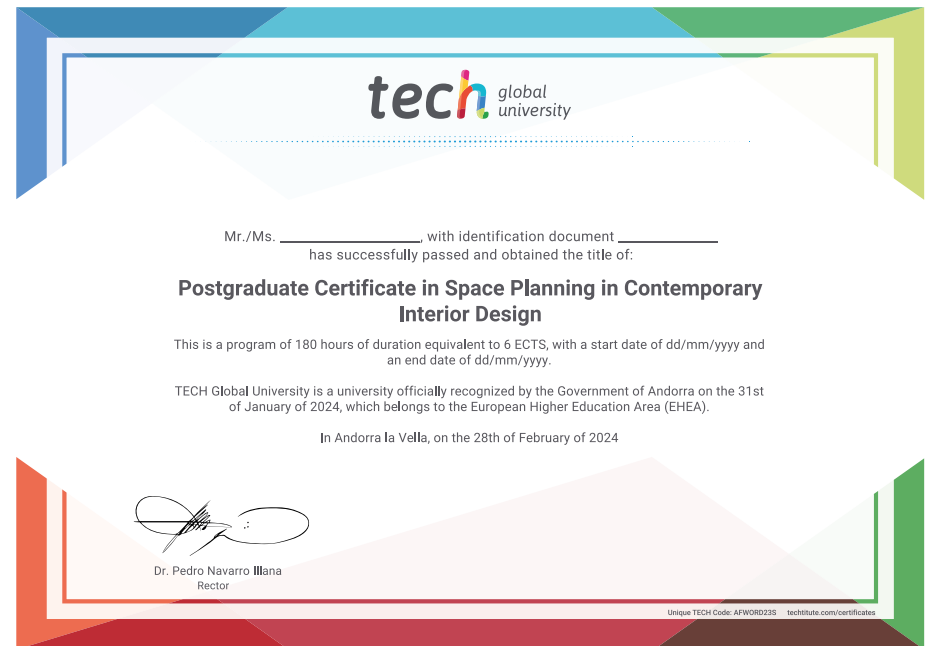 tech global
university
Mr./Ms. ____________, with identification document ____________
has successfully passed and obtained the title of:
Postgraduate Certificate in Space Planning in Contemporary
Interior Design
This is a program of 180 hours of duration equivalent to 6 ECTS, with a start date of dd/mm/yyyy and
an end date of dd/mm/yyyy.
TECH Global University is a university officially recognized by the Government of Andorra on the 31st
of January of 2024, which belongs to the European Higher Education Area (EHEA).
In Andorra la Vella, on the 28th of February of 2024
Dr. Pedro Navarro Illana
Rector
Unique TECH Code: AFWORD23S techtitute.com/certificates